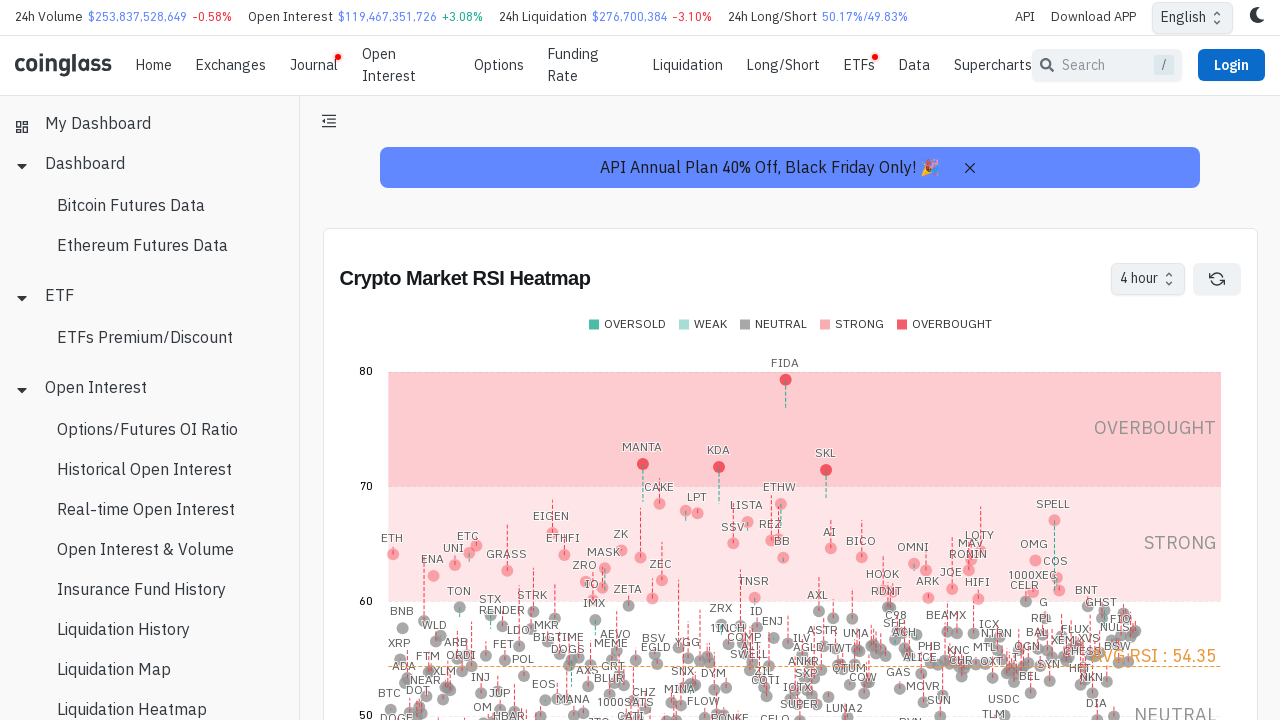 24h Volume $253,837,528,649 -0.58% Open Interest $119,467,351,726 +3.08% 24h Liquidation $276,700,384 -3.10% 24h Long/Short 50.17%/49.83% API Download APP English
coinglass Home Exchanges Journal Open Interest Options Funding Rate Liquidation Long/Short ETFs Data Supercharts Search / Login
My Dashboard
Dashboard
Bitcoin Futures Data
Ethereum Futures Data
ETF
ETFs Premium/Discount
Open Interest
Options/Futures OI Ratio
Historical Open Interest
Real-time Open Interest
Open Interest & Volume
Insurance Fund History
Liquidation History
Liquidation Map
Liquidation Heatmap
API Annual Plan 40% Off, Black Friday Only! 🎉
Crypto Market RSI Heatmap
4 hour
OVERSOLD WEAK NEUTRAL STRONG OVERBOUGHT
FIDA
80
OVERBOUGHT
MANTA KDA SKL
70
CAKE LPT ETHW
LISTA SPELL
EIGEN SSV REZ
ETH ETC ETHFI ZK BB AI BICO LOTY OMG
STRONG
UNI GRASS MASK OMNI MAV RONIN
ENA ZRO ZEC COS
IO TNSR HOOK ARK JOE HIFI 1000XEC
TON STRK ZETA AXL RDNT CELR BNT
60
BNB STX RENDER IMX ZRX ID BEAMX G GHST
WLD LDO MKR 1INCH ENJ C98 SFP RPL FIO
XRP ARB FET BIGTIME AEVO MEME BSV XGG COMP ASTR UMA ACH ICX NTRN BAL FLUX NULS
FTM ORDI POL DOGS EGLD ALT SWELL ILV AGLD TWT ALICE PHB KNC MTL OGN XEM XVS BSW
AVG RSI : 54.35
ADA XLM AXS GRT SNX ZIL ANKR QTUM CHR OXT SYN CHESS
NEAR INJ BLUR DYM COTI SXP COW GAS BEL HFT NKN
BTC DOT JUP EOS MANA CHZ MINA IOTX MOVR
OM 1000SATS FLOW SUPER LUNA2 SUN USDC DIA
NEUTRAL
50
DOGE HBAR CATI CELO TLM